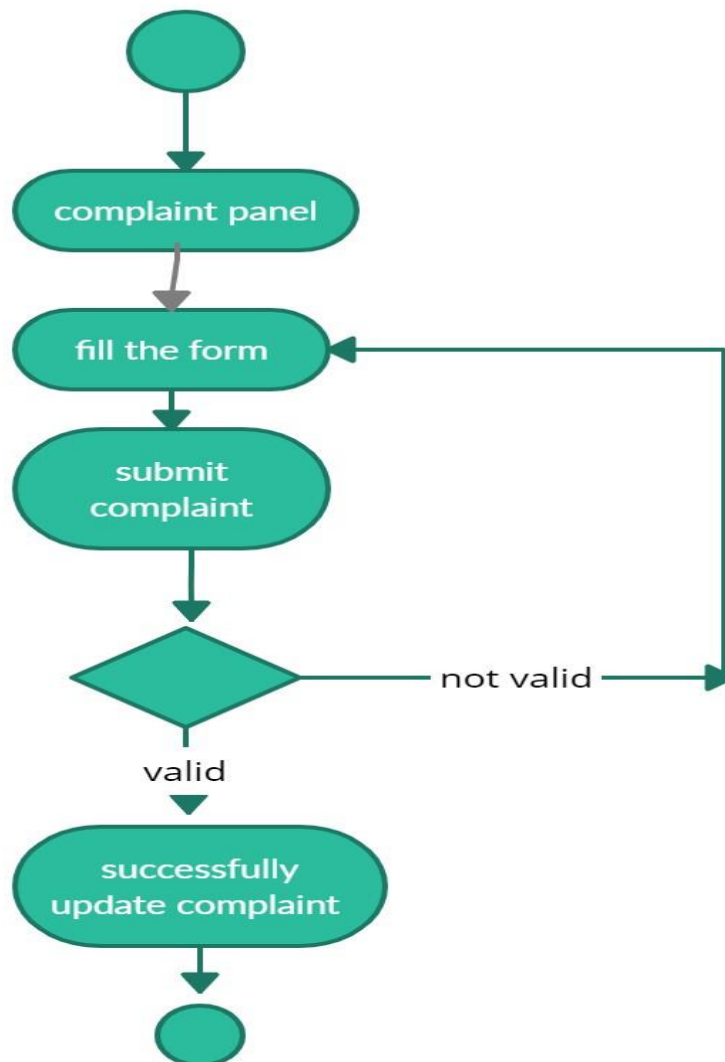 complaint panel
fill the form
submit
complaint
not valid
valid
successfully
update complaint